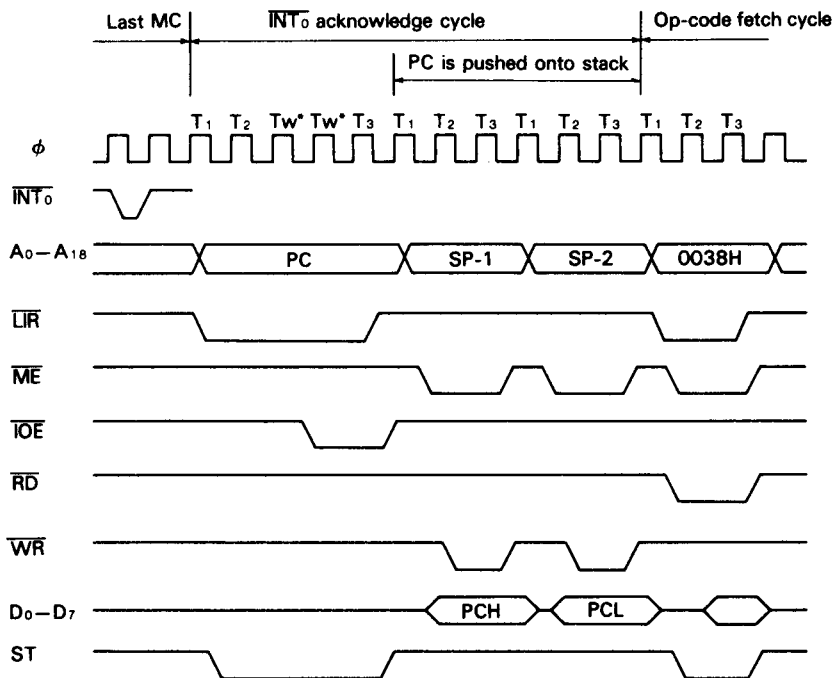 Last MC
INT₀ acknowledge cycle
Op-code fetch cycle
PC is pushed onto stack
T₁ T₂ Tw* Tw* T₃ T₁ T₂ T₃ T₁ T₂ T₃ T₁ T₂ T₃
ϕ
INT₀
A₀—A₁₈ PC SP-1 SP-2 0038H
LIR
ME
IOE
RD
WR
D₀—D₇ PCH PCL
ST